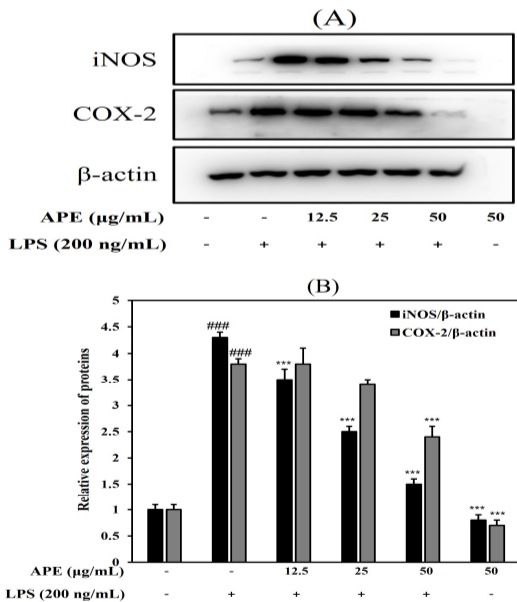 (A)
iNOS
COX-2
β-actin
APE (µg/mL) - - 12.5 25 50 50
LPS (200 ng/mL) - + + + + -
(B)
Relative expression of proteins
5
4.5
4
3.5
3
2.5
2
1.5
1
0.5
0
iNOS/β-actin
COX-2/β-actin
###
###
***
***
***
***
***
***
APE (µg/mL) - - 12.5 25 50 50
LPS (200 ng/mL) - + + + + -